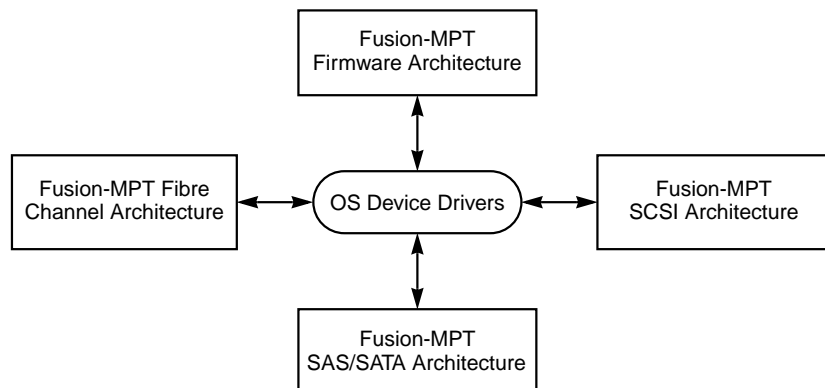 Fusion-MPT
Firmware Architecture
Fusion-MPT Fibre
Channel Architecture
OS Device Drivers
Fusion-MPT
SCSI Architecture
Fusion-MPT
SAS/SATA Architecture